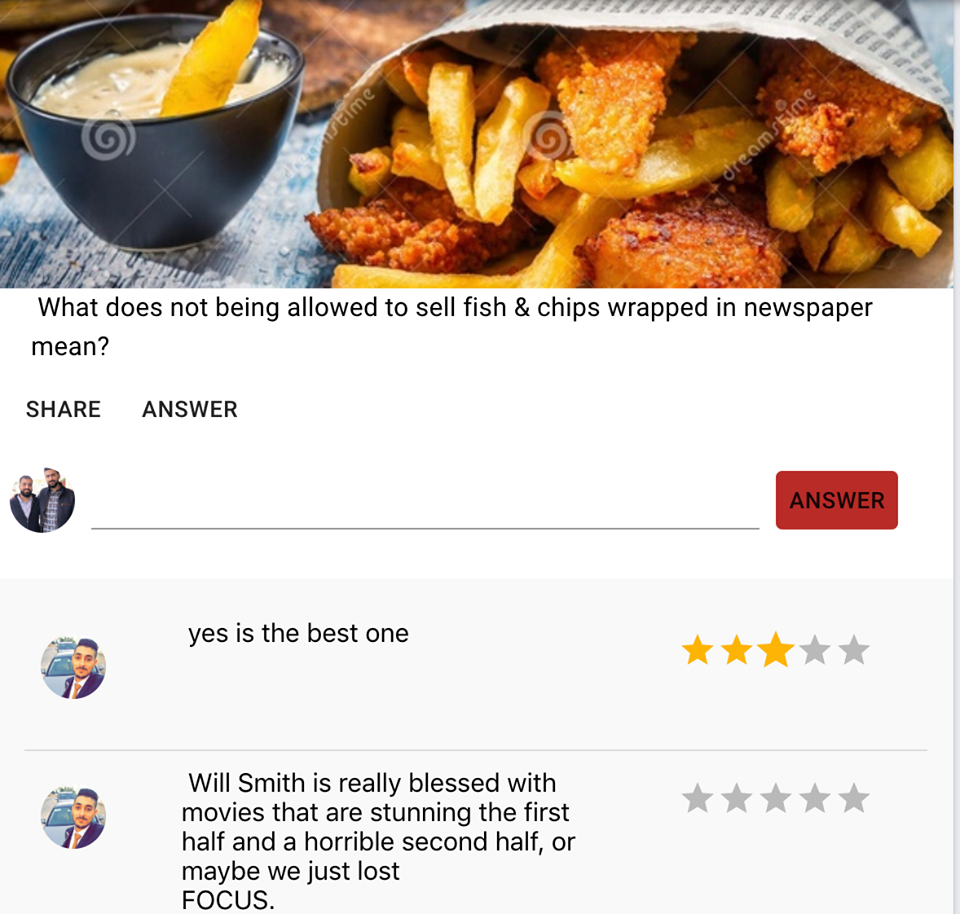 dreamstime
dreamstime
What does not being allowed to sell fish & chips wrapped in newspaper
mean?
SHARE ANSWER
ANSWER
yes is the best one
Will Smith is really blessed with
movies that are stunning the first
half and a horrible second half, or
maybe we just lost
FOCUS.